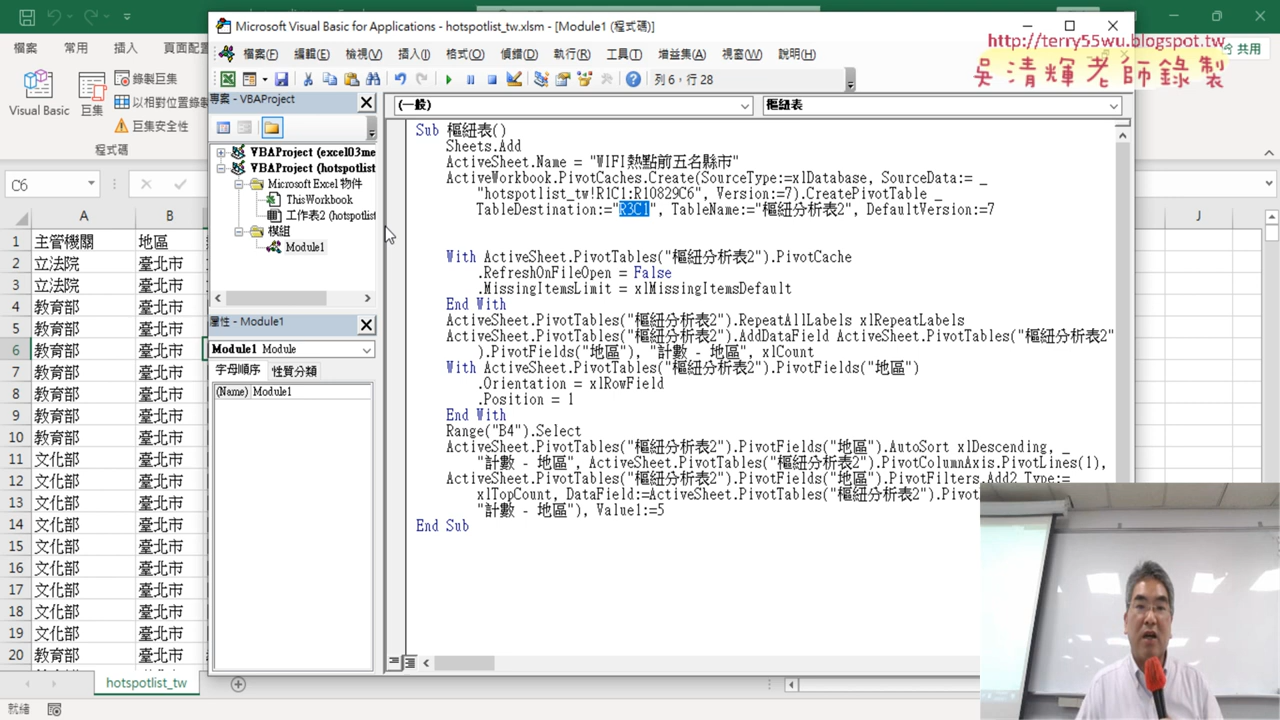 Microsoft Visual Basic for Applications - hotspotlist_tw.xlsm - [Module1 (程式碼)]
檔案 常用 插入 頁面配置
檔案(F) 編輯(E) 檢視(V) 插入(I) 格式(O) 偵錯(D) 執行(R) 工具(T) 增益集(A) 視窗(W) 說明(H)
http://terry55wu.blogspot.tw
吳清輝老師錄製
共用
Visual Basic
巨集
錄製巨集
以相對位置錄製
巨集安全性
程式碼
列 6，行 28
專案 - VBAProject
(一般)
樞紐表
VBAProject (excel03me
VBAProject (hotspotlist
Microsoft Excel 物件
ThisWorkbook
工作表2 (hotspotlis
模組
Module1
屬性 - Module1
Module1 Module
字母順序 性質分類
(Name) Module1
Sub 樞紐表()
Sheets.Add
ActiveSheet.Name = "WIFI熱點前五名縣市"
ActiveWorkbook.PivotCaches.Create(SourceType:=xlDatabase, SourceData:= _
"hotspotlist_tw!R1C1:R10829C6", Version:=7).CreatePivotTable _
TableDestination:="R3C1", TableName:="樞紐分析表2", DefaultVersion:=7
With ActiveSheet.PivotTables("樞紐分析表2").PivotCache
.RefreshOnFileOpen = False
.MissingItemsLimit = xlMissingItemsDefault
End With
ActiveSheet.PivotTables("樞紐分析表2").RepeatAllLabels xlRepeatLabels
ActiveSheet.PivotTables("樞紐分析表2").AddDataField ActiveSheet.PivotTables("樞紐分析表2"
).PivotFields("地區"), "計數 - 地區", xlCount
With ActiveSheet.PivotTables("樞紐分析表2").PivotFields("地區")
.Orientation = xlRowField
.Position = 1
End With
Range("B4").Select
ActiveSheet.PivotTables("樞紐分析表2").PivotFields("地區").AutoSort xlDescending, _
"計數 - 地區", ActiveSheet.PivotTables("樞紐分析表2").PivotColumnAxis.PivotLines(1),
ActiveSheet.PivotTables("樞紐分析表2").PivotFields("地區").PivotFilters.Add2 Type:=
xlTopCount, DataField:=ActiveSheet.PivotTables("樞紐分析表2").Pivo
"計數 - 地區"), Value1:=5
End Sub
C6
A B J
1 主管機關 地區
2 立法院 臺北市
3 立法院 臺北市
4 教育部 臺北市
5 教育部 臺北市
6 教育部 臺北市
7 教育部 臺北市
8 教育部 臺北市
9 教育部 臺北市
10 教育部 臺北市
11 文化部 臺北市
12 文化部 臺北市
13 文化部 臺北市
14 文化部 臺北市
15 文化部 臺北市
16 文化部 臺北市
17 文化部 臺北市
18 文化部 臺北市
19 文化部 臺北市
20 教育部 臺北市
hotspotlist_tw
就緒